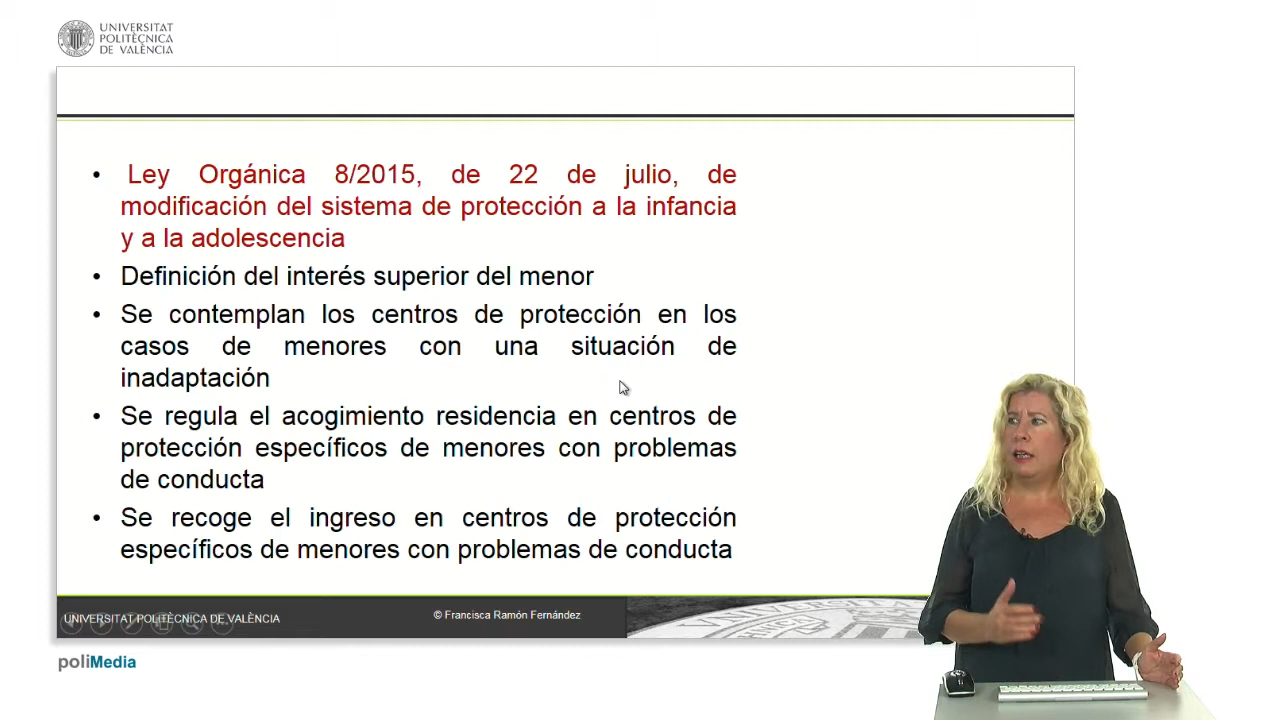 UNIVERSITAT
POLITÈCNICA
DE VALÈNCIA
• Ley Orgánica 8/2015, de 22 de julio, de
modificación del sistema de protección a la infancia
y a la adolescencia
• Definición del interés superior del menor
• Se contemplan los centros de protección en los
casos de menores con una situación de
inadaptación
• Se regula el acogimiento residencia en centros de
protección específicos de menores con problemas
de conducta
• Se recoge el ingreso en centros de protección
específicos de menores con problemas de conducta
UNIVERSITAT POLITÈCNICA DE VALÈNCIA
© Francisca Ramón Fernández
poliMedia